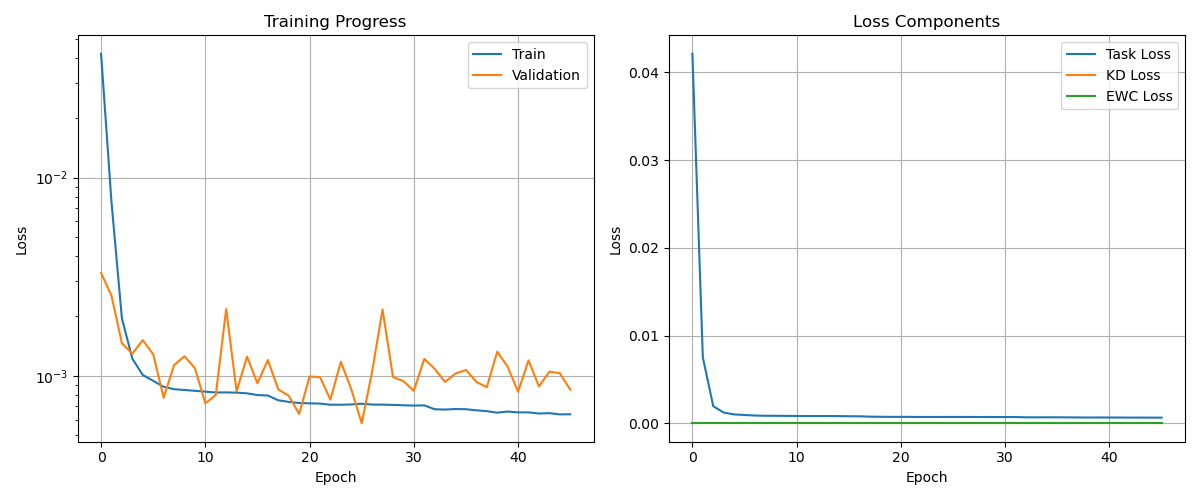 Training Progress
Train
Validation
10⁻²
10⁻³
Loss
0 10 20 30 40
Epoch
Loss Components
Task Loss
KD Loss
EWC Loss
0.04
0.03
0.02
0.01
0.00
Loss
0 10 20 30 40
Epoch